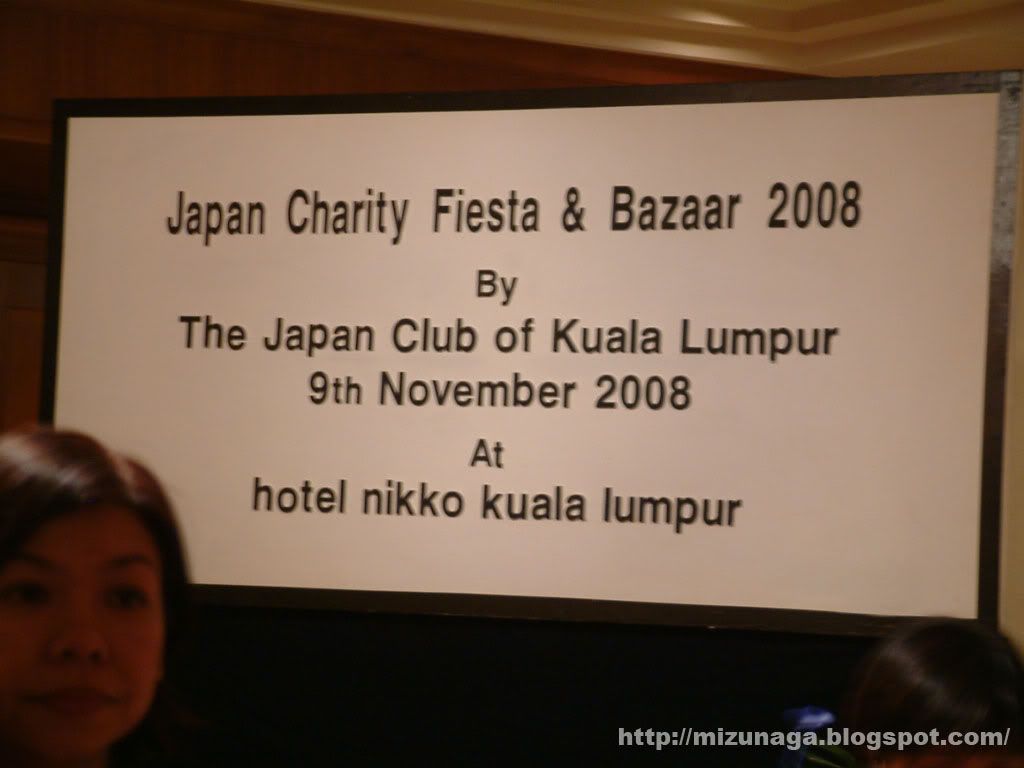 Japan Charity Fiesta & Bazaar 2008
By
The Japan Club of Kuala Lumpur
9th November 2008
At
hotel nikko kuala lumpur
http://mizunaga.blogspot.com/